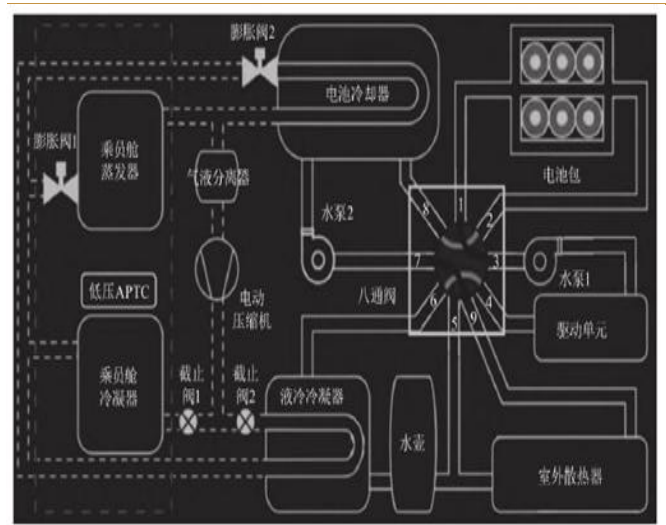 膨胀阀2
电池冷却器
膨胀阀1
乘员舱
蒸发器
气液分离器
电池包
水泵2
1
2
8
7
3
6
4
5
9
水泵1
八通阀
低压APTC
电动
压缩机
驱动单元
乘员舱
冷凝器
截止
阀1
截止
阀2
液冷冷凝器
水壶
室外散热器